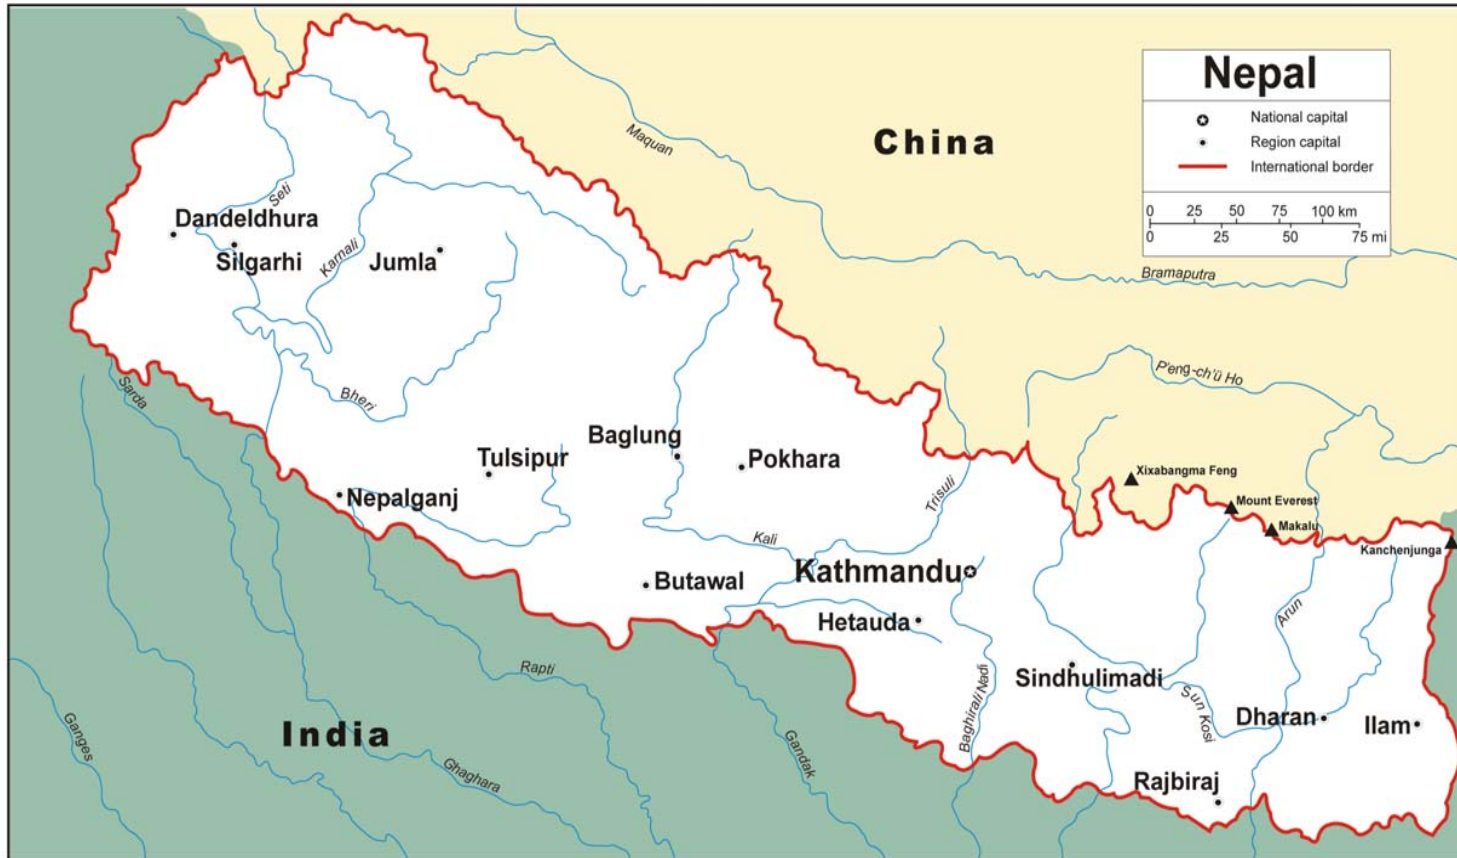 Nepal
National capital
Region capital
International border
0 25 50 75 100 km
0 25 50 75 mi
China
Maquan
Bramaputra
Seti
Dandeldhura
Silgarhi
Karnali
Jumla
P'eng-ch'ü Ho
Sarda
Bheri
Baglung
Tulsipur
Pokhara
Nepalganj
Trisuli
Xixabangma Feng
Mount Everest
Makalu
Kanchenjunga
Kali
Kathmandu
Butawal
Hetauda
Arun
Rapti
Sindhulimadi
Baghirali Nadi
Sun Kosi
Dharan
Ilam
India
Ganges
Gandak
Ghaghara
Rajbiraj